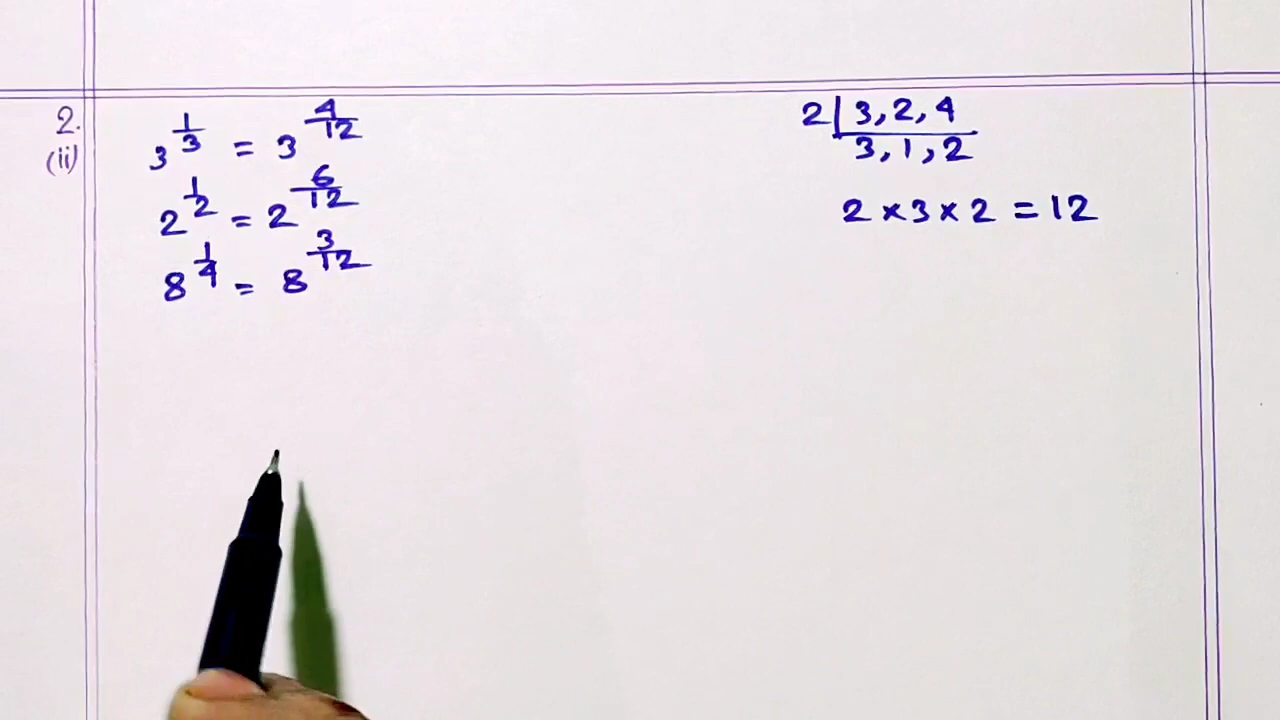 2.
(ii)
3^{1/3} = 3^{4/12}
2^{1/2} = 2^{6/12}
8^{1/4} = 8^{3/12}
2 | 3, 2, 4
3, 1, 2
2 × 3 × 2 = 12